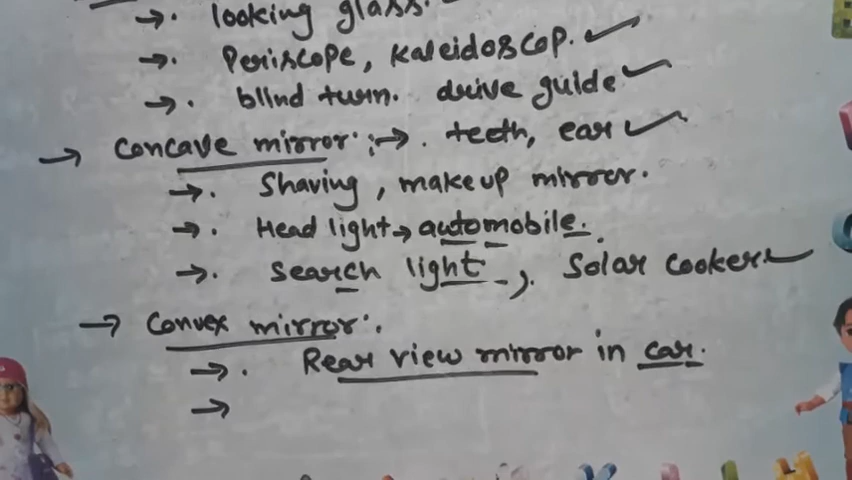 →. looking glass.
→. Periscope, Kaleidoscop.
→. blind turn. drive guide
→ Concave mirror:→. teeth, ear
→. Shaving, makeup mirror.
→. Head light→ automobile.
→. Search light,. Solar cooker
→ Convex mirror:.
→. Rear view mirror in car.
→